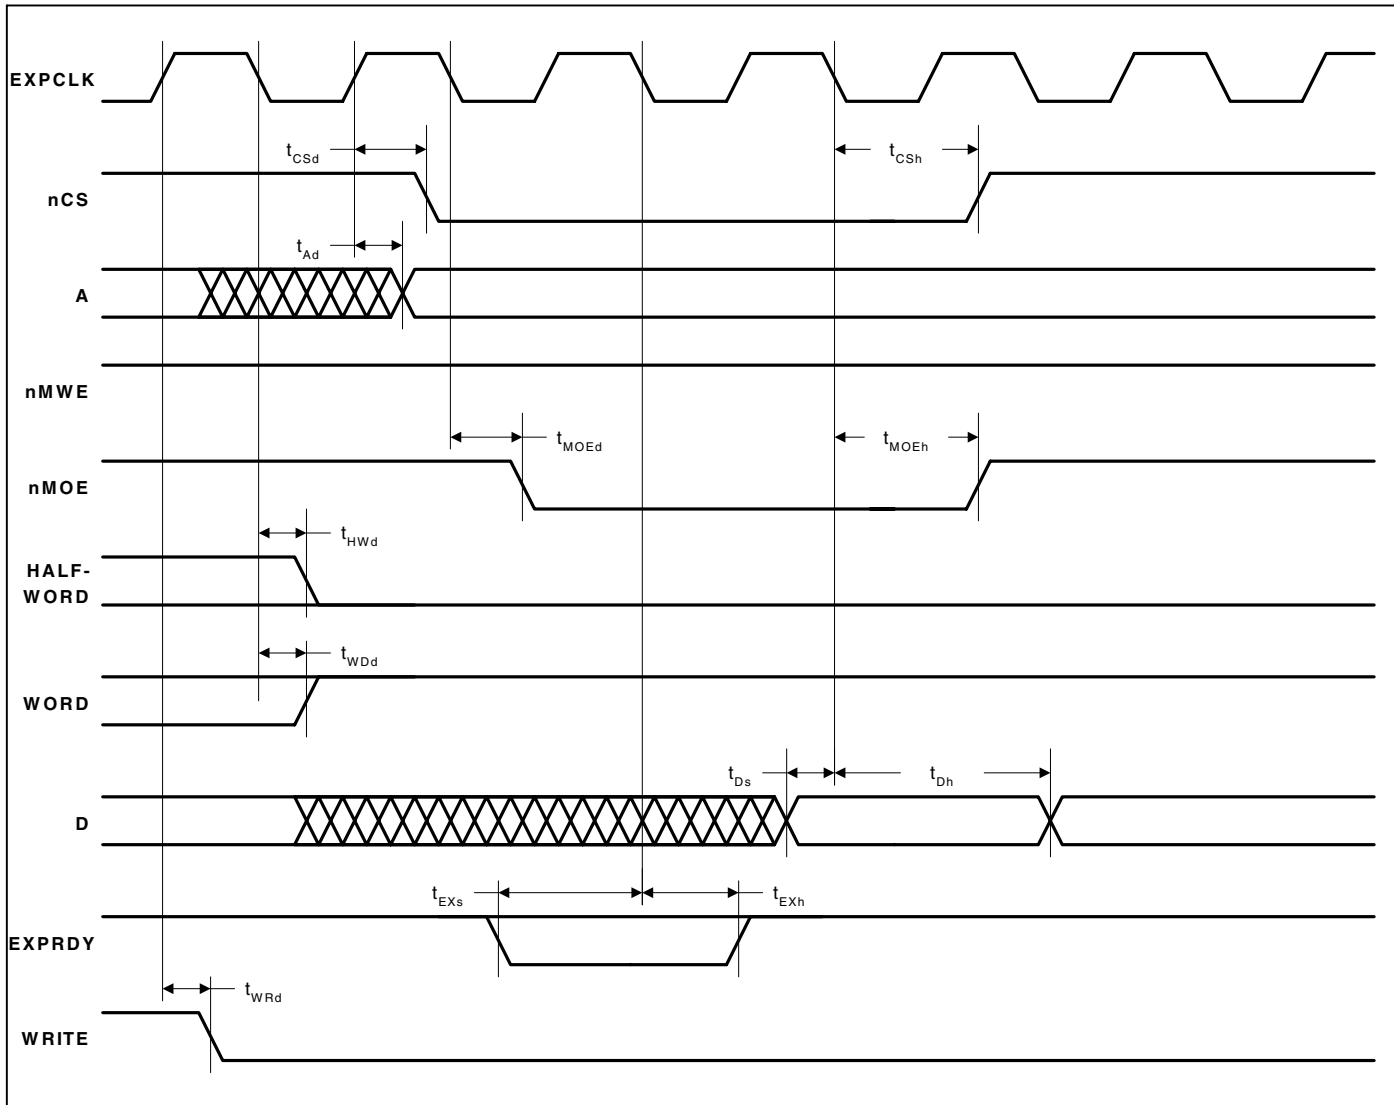 EXPCLK
tCSd
tCSh
nCS
tAd
A
nMWE
tMOEd
tMOEh
nMOE
tHWd
HALF-
WORD
tWDd
WORD
tDs
tDh
D
tEXs
tEXh
EXPRDY
tWRd
WRITE